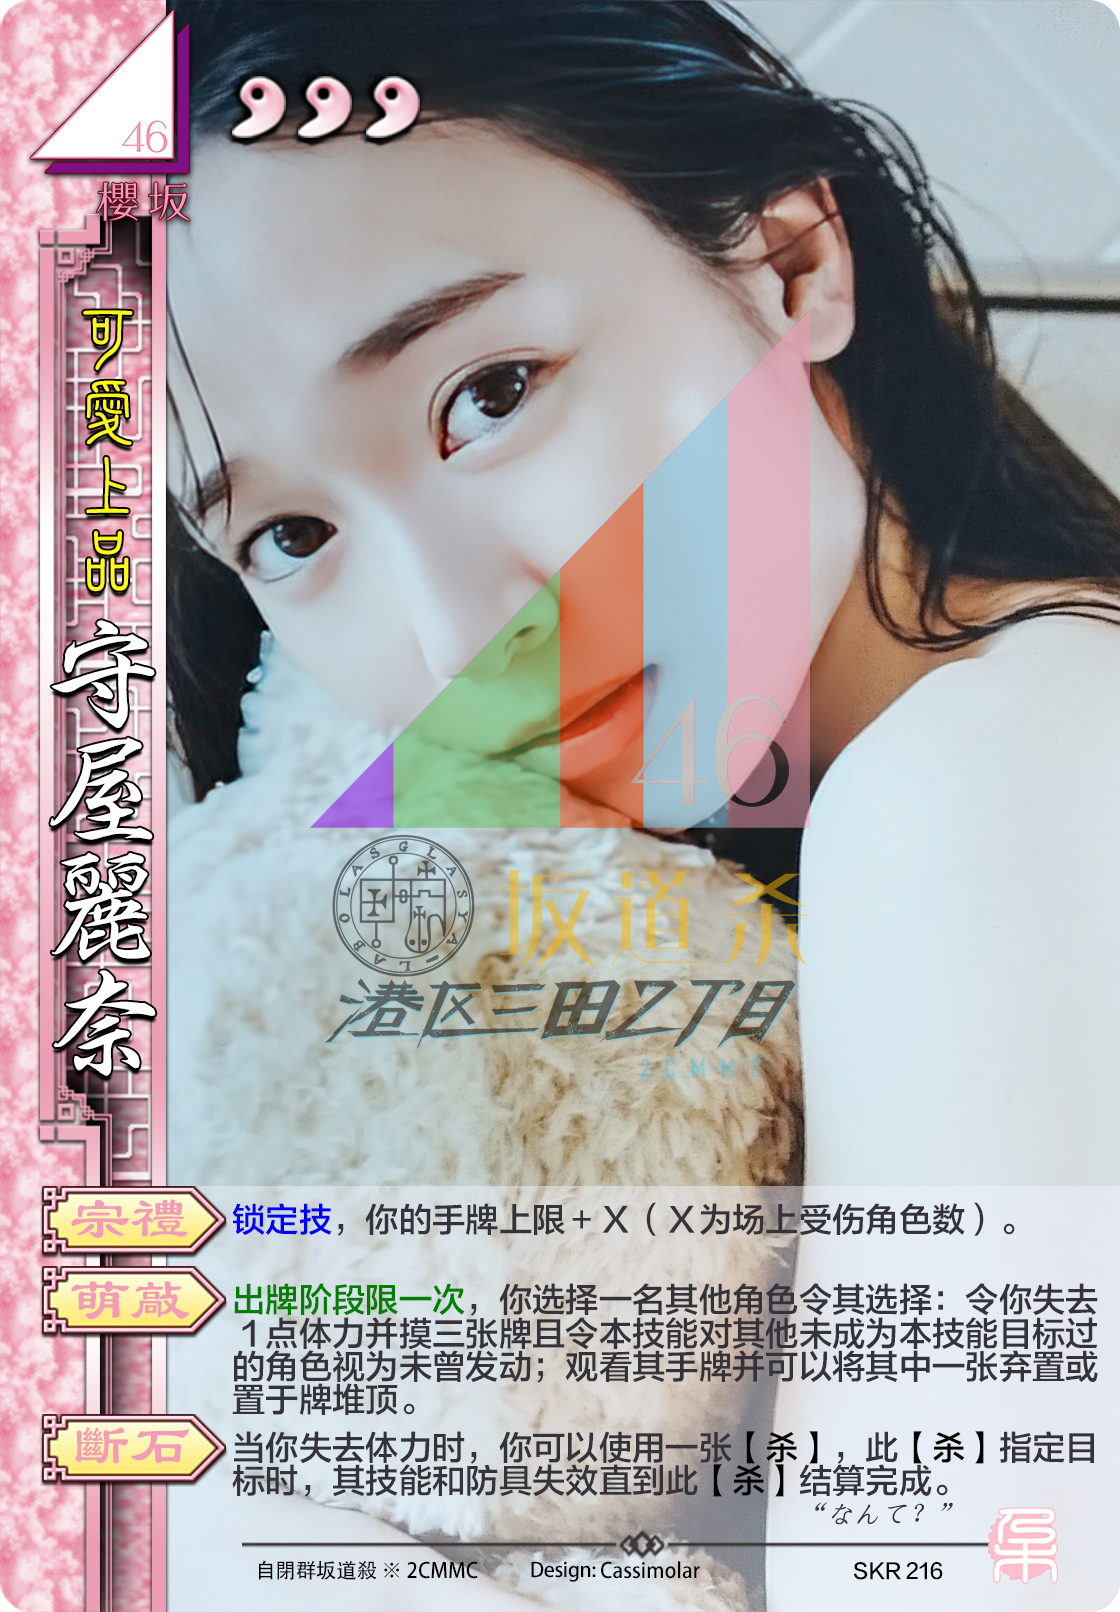 46
櫻坂
可愛上品
守屋麗奈
46
GLASYA-LABOLAS
坂道杀
港区三田乙丁目
2CMMC
宗禮
锁定技，你的手牌上限＋Ｘ（Ｘ为场上受伤角色数）。
萌敲
出牌阶段限一次，你选择一名其他角色令其选择：令你失去
１点体力并摸三张牌且令本技能对其他未成为本技能目标过
的角色视为未曾发动；观看其手牌并可以将其中一张弃置或
置于牌堆顶。
斷石
当你失去体力时，你可以使用一张【杀】，此【杀】指定目
标时，其技能和防具失效直到此【杀】结算完成。
“なんて？”
自閉群坂道殺 ※ 2CMMC
Design: Cassimolar
SKR 216